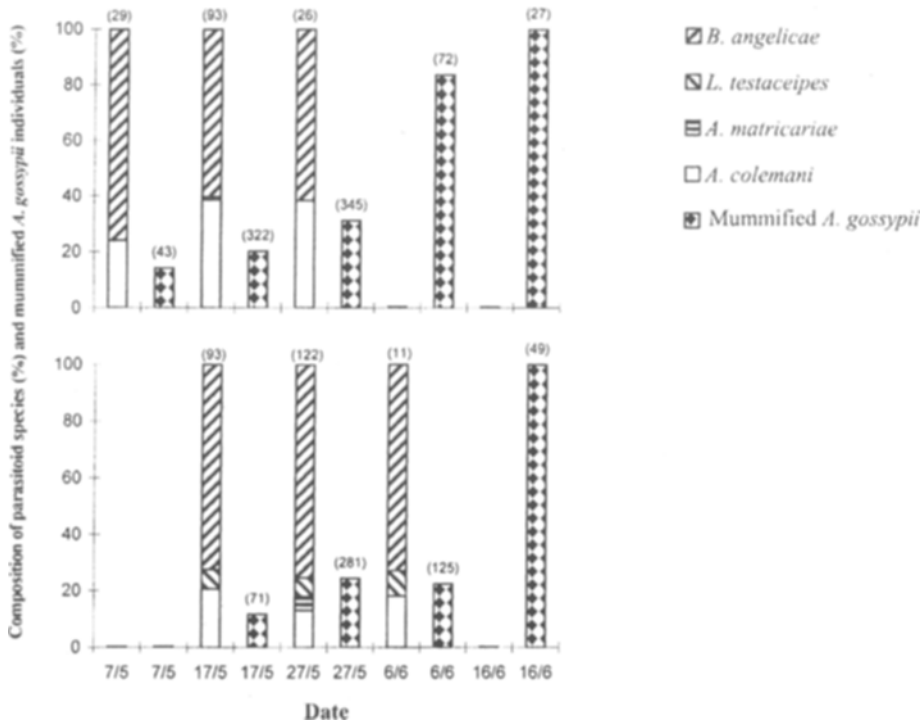 Composition of parasitoid species (%) and mummified A. gossypii individuals (%)
(29) (93) (26) (72) (27)
100
80
60
40
20
0
(43) (322) (345)
B. angelicae
L. testaceipes
A. matricariae
A. colemani
Mummified A. gossypii
(93) (122) (11) (49)
100
80
60
40
20
0
(71) (281) (125)
7/5 7/5 17/5 17/5 27/5 27/5 6/6 6/6 16/6 16/6
Date